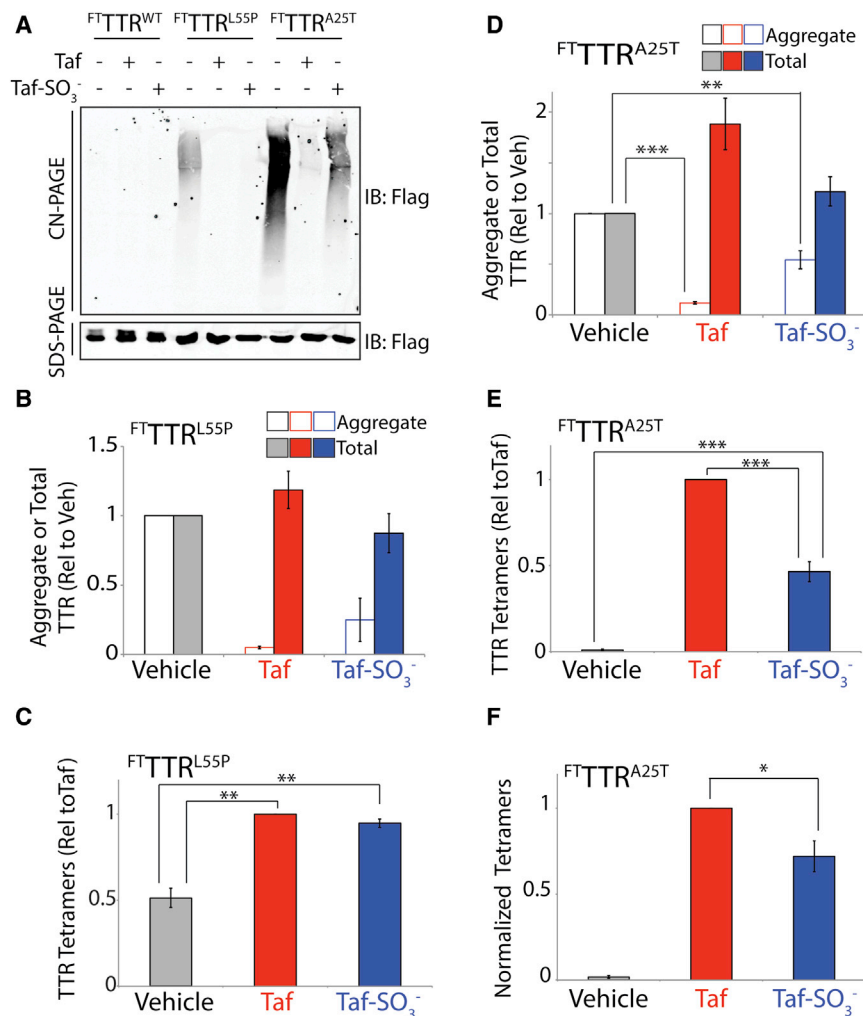 A
FTTTRWT FTTTRL55P FTTTRA25T
Taf - + - - + - - + -
Taf-SO3- - - + - - + - - +
CN-PAGE
IB: Flag
SDS-PAGE
IB: Flag
B
FTTTRL55P
Aggregate
Total
Aggregate or Total
TTR (Rel to Veh)
1.5
1
0.5
0
Vehicle Taf Taf-SO3-
C
FTTTRL55P
TTR Tetramers (Rel toTaf)
**
**
1
0.5
0
Vehicle Taf Taf-SO3-
D
FTTTRA25T
Aggregate
Total
Aggregate or Total
TTR (Rel to Veh)
**
***
2
1
0
Vehicle Taf Taf-SO3-
E
FTTTRA25T
TTR Tetramers (Rel toTaf)
***
***
1
0.5
0
Vehicle Taf Taf-SO3-
F
FTTTRA25T
Normalized Tetramers
*
1
0.5
0
Vehicle Taf Taf-SO3-